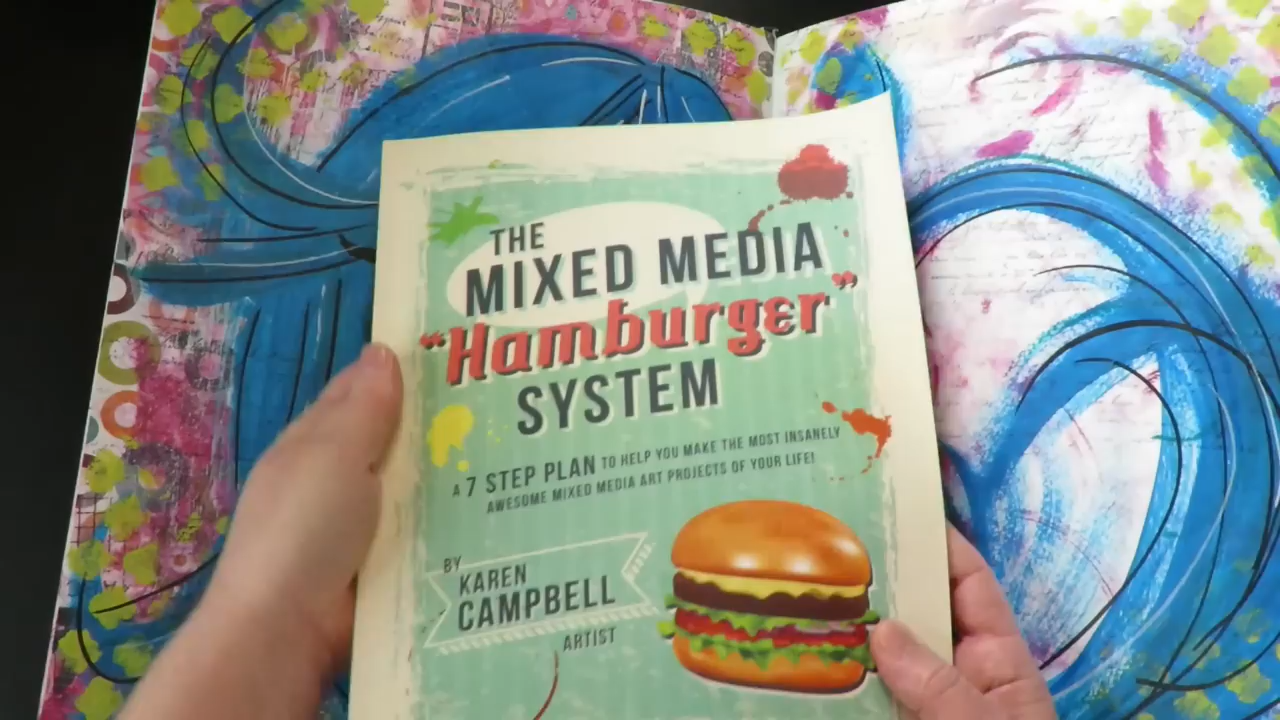 THE
MIXED MEDIA
"Hamburger"
SYSTEM
A 7 STEP PLAN TO HELP YOU MAKE THE MOST INSANELY
AWESOME MIXED MEDIA ART PROJECTS OF YOUR LIFE!
BY
KAREN
CAMPBELL
ARTIST